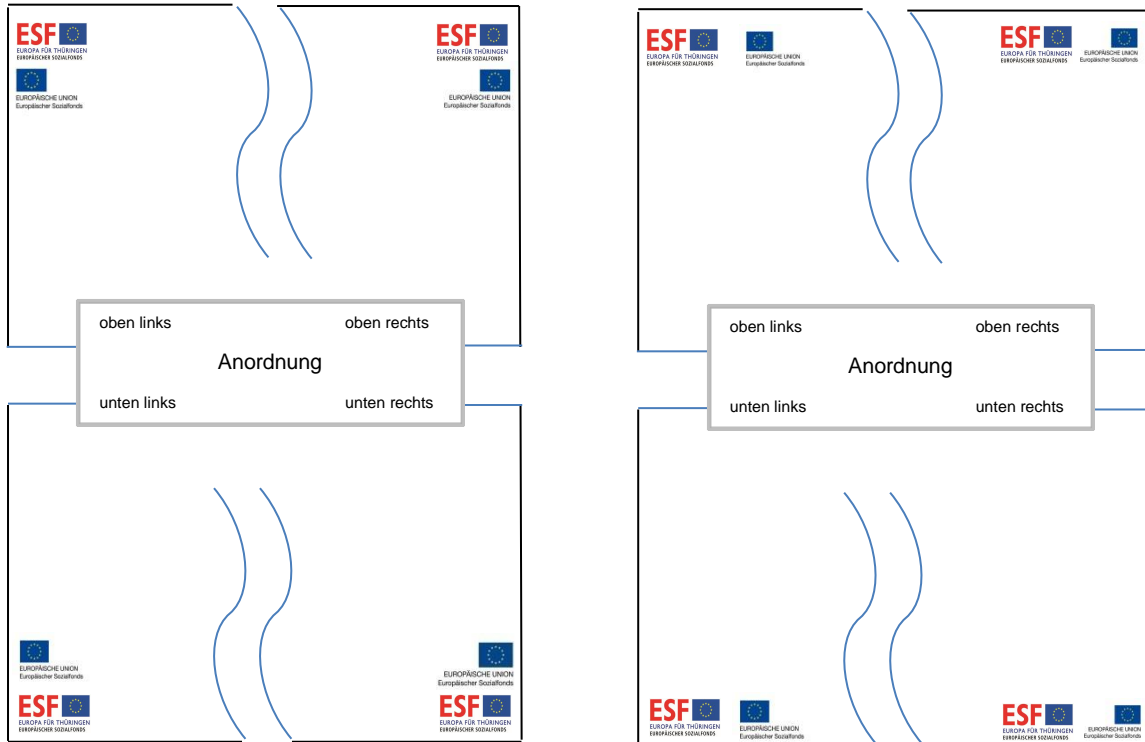 ESF
EUROPA FÜR THÜRINGEN
EUROPÄISCHER SOZIALFONDS
EUROPÄISCHE UNION
Europäischer Sozialfonds
ESF
EUROPA FÜR THÜRINGEN
EUROPÄISCHER SOZIALFONDS
EUROPÄISCHE UNION
Europäischer Sozialfonds
oben links
oben rechts
Anordnung
unten links
unten rechts
EUROPÄISCHE UNION
Europäischer Sozialfonds
ESF
EUROPA FÜR THÜRINGEN
EUROPÄISCHER SOZIALFONDS
EUROPÄISCHE UNION
Europäischer Sozialfonds
ESF
EUROPA FÜR THÜRINGEN
EUROPÄISCHER SOZIALFONDS
ESF
EUROPA FÜR THÜRINGEN
EUROPÄISCHER SOZIALFONDS
EUROPÄISCHE UNION
Europäischer Sozialfonds
ESF
EUROPA FÜR THÜRINGEN
EUROPÄISCHER SOZIALFONDS
EUROPÄISCHE UNION
Europäischer Sozialfonds
oben links
oben rechts
Anordnung
unten links
unten rechts
ESF
EUROPA FÜR THÜRINGEN
EUROPÄISCHER SOZIALFONDS
EUROPÄISCHE UNION
Europäischer Sozialfonds
ESF
EUROPA FÜR THÜRINGEN
EUROPÄISCHER SOZIALFONDS
EUROPÄISCHE UNION
Europäischer Sozialfonds